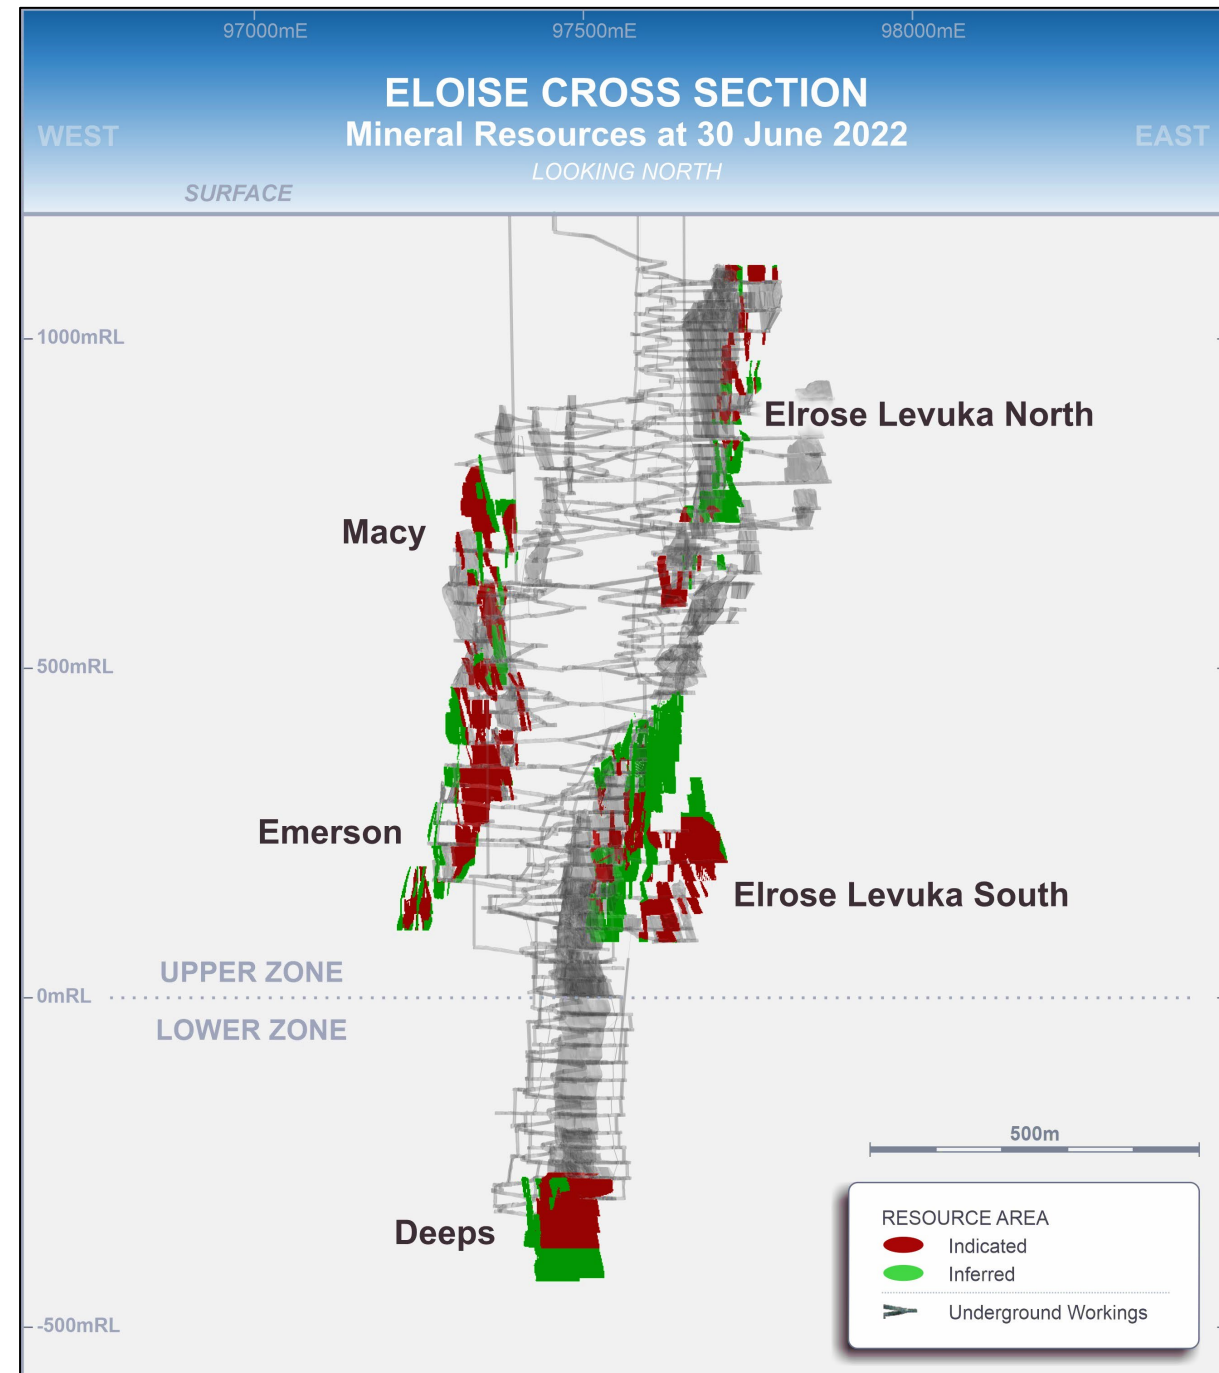 97000mE 97500mE 98000mE
ELOISE CROSS SECTION
WEST Mineral Resources at 30 June 2022 EAST
LOOKING NORTH
SURFACE
1000mRL
Elrose Levuka North
Macy
500mRL
Emerson
Elrose Levuka South
UPPER ZONE
0mRL
LOWER ZONE
500m
RESOURCE AREA
Deeps
Indicated
Inferred
Underground Workings
-500mRL